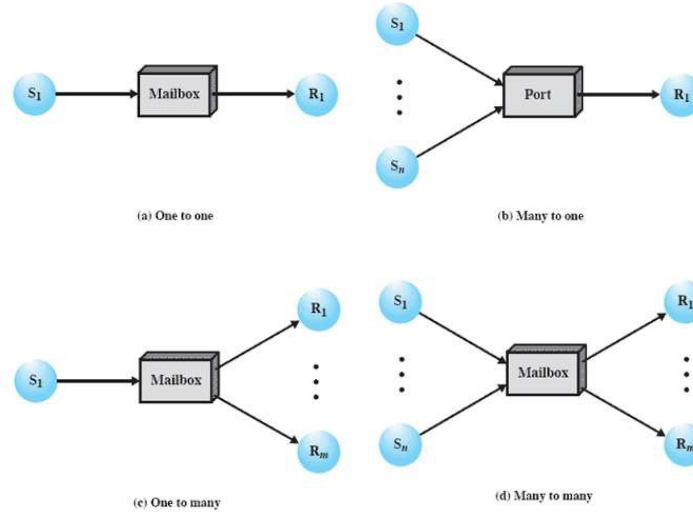 S1
Mailbox
R1
(a) One to one
S1
Sn
Port
R1
(b) Many to one
S1
Mailbox
R1
Rm
(c) One to many
S1
Sn
Mailbox
R1
Rm
(d) Many to many